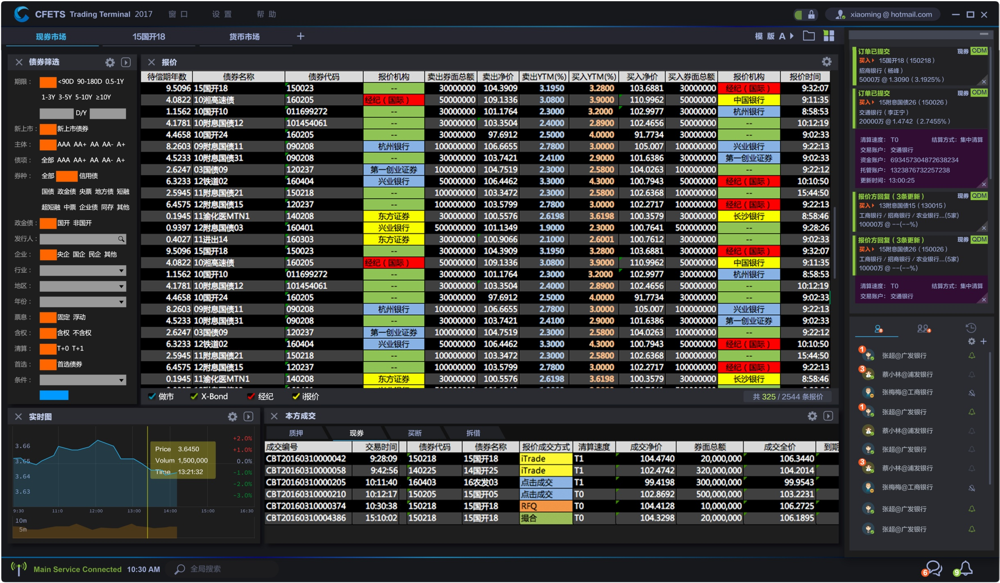 CFETS Trading Terminal 2017 窗口 设置 帮助 xiaoming @ hotmail.com
现券市场 15国开18 货币市场 + 模版 A
债券筛选
期限： <90D 90-180D 0.5-1Y
1-3Y 3-5Y 5-10Y ≥10Y
D/Y
新上市： 新上市债券
主体： AAA AA+ AA AA- A+
债项： 全部 AAA AA+ AA AA- A+
券种： 全部 信用债
国债 政金债 央票 地方债 短融
超短融 中票 企业债 同存 其他
政金债： 国开 非国开
发行人：
企业： 央企 国企 民企 其他
行业：
地区：
年份：
票息： 固定 浮动
含权： 含权 不含权
清算： T+0 T+1
首选： 首选债券
条件：
报价
待偿期年数 债券名称 债券代码 报价机构 卖出券面总额 卖出净价 卖出YTM(%) 买入YTM(%) 买入净价 买入券面总额 报价机构 报价时间
9.5096 15国开18 150023 -- 30000000 104.3909 3.1950 3.2800 103.6881 30000000 经纪（国际） 9:32:07
4.0822 10湘高速债 160205 经纪（国际） 50000000 109.1336 3.0800 3.9000 110.9962 50000000 中国银行 9:11:35
1.1562 10国开10 011699272 -- 30000000 101.1764 2.3000 3.2000 102.9977 30000000 杭州银行 8:58:53
4.1781 10附息国债12 101454061 -- 30000000 103.3504 2.4000 2.8900 102.4656 50000000 -- 10:12:19
4.4658 10国开24 160205 -- 30000000 97.6912 2.5000 4.0000 91.7734 30000000 -- 9:02:33
8.2603 09附息国债11 090208 杭州银行 100000000 106.6655 2.7800 3.0000 105.007 100000000 兴业银行 9:22:13
4.5233 10附息国债31 090208 -- 30000000 103.7421 2.4100 2.9000 101.6386 30000000 第一创业证券 9:02:33
2.6247 03国债09 120237 第一创业证券 100000000 104.7519 2.3000 2.5800 104.0263 100000000 -- 9:22:12
6.3233 12铁道02 160404 兴业银行 50000000 106.4462 3.3000 4.3000 100.7943 50000000 经纪（国际） 10:10:50
2.5945 11附息国债21 150218 -- 100000000 103.3472 2.3000 2.5800 102.6368 100000000 -- 15:44:50
6.4575 12附息国债15 120237 -- 100000000 103.5799 2.7800 3.0000 102.2717 100000000 经纪（国际） 9:22:13
0.1945 11渝化医MTN1 140208 东方证券 30000000 100.5576 2.6198 3.6198 100.3579 30000000 长沙银行 8:58:46
0.9397 12附息国债03 160401 兴业银行 500000000 101.1349 1.9000 2.3000 100.7641 500000000 -- 9:28:26
0.4027 11进出14 160303 东方证券 30000000 100.9066 2.1000 2.6001 100.7612 30000000 -- 9:02:33
9.5096 15国开18 150023 -- 30000000 104.3909 3.1950 3.2800 103.6881 30000000 经纪（国际） 9:32:07
4.0822 10湘高速债 160205 经纪（国际） 50000000 109.1336 3.0800 3.9000 110.9962 50000000 中国银行 9:11:35
1.1562 10国开10 011699272 -- 30000000 101.1764 2.3000 3.2000 102.9977 30000000 杭州银行 8:58:53
4.1781 10附息国债12 101454061 -- 30000000 103.3504 2.4000 2.8900 102.4656 50000000 -- 10:12:19
4.4658 10国开24 160205 -- 30000000 97.6912 2.5000 4.0000 91.7734 30000000 -- 9:02:33
8.2603 09附息国债11 090208 杭州银行 100000000 106.6655 2.7800 3.0000 105.007 100000000 兴业银行 9:22:13
4.5233 10附息国债31 090208 -- 30000000 103.7421 2.4100 2.9000 101.6386 30000000 第一创业证券 9:02:33
2.6247 03国债09 120237 第一创业证券 100000000 104.7519 2.3000 2.5800 104.0263 100000000 -- 9:22:12
6.3233 12铁道02 160404 兴业银行 50000000 106.4462 3.3000 4.3000 100.7943 50000000 经纪（国际） 10:10:50
2.5945 11附息国债21 150218 -- 100000000 103.3472 2.3000 2.5800 102.6368 100000000 -- 15:44:50
6.4575 12附息国债15 120237 -- 100000000 103.5799 2.7800 3.0000 102.2717 100000000 经纪（国际） 9:22:13
0.1945 11渝化医MTN1 140208 东方证券 30000000 100.5576 2.6198 3.6198 100.3579 30000000 长沙银行 8:58:46
做市 X-Bond 经纪 i报价 共 325 / 2544 条报价
实时图
3.66
3.65
3.64
3.63
+2.0%
+1.0%
0.0%
-1.0%
-2.0%
-3.0%
Price 3.6450
Volum 1,500,000
Time 13:21:32
9:30 11:0 12:00 13:00 14:00 15:00 16:30
10m
5m
本方成交
质押 现券 买断 拆借
成交编号 交易时间 债券代码 债券名称 报价成交方式 清算速度 成交净价 券面总额 成交全价 到期
CBT20160310000042 9:28:09 150218 15国开18 iTrade T1 104.4740 20,000,000 106.3440
CBT20160310000058 9:42:56 140225 14国开25 iTrade T1 102.4742 320,000,000 104.2014
CBT20160310000205 10:11:40 160403 16农发03 点击成交 T1 99.4198 300,000,000 99.9543
CBT20160310000210 10:12:17 150205 15国开05 点击成交 T0 102.8692 500,000,000 103.2231
CBT20160310000374 10:30:38 150218 15国开18 RFQ T0 104.4128 10,000,000 106.2725
CBT20160310004386 15:10:02 150218 15国开18 撮合 T0 104.3298 20,000,000 106.1895
订单已提交 现券 ODM
买入 15国开18（150218）
招商银行（杨峰）
5000万 @ 1.3090（3.1925%）
订单已提交 现券 ODM
买入 15附息国债26（150026）
交通银行（李正宁）
20000万 @ 1.4742（2.7455%）
清算速度： T0 结算方式：集中清算
交易账户： 交通银行
资金账户： 693457304872638234
托管账户： 1323876732257238
更新时间：13:00:25
报价方回复（3条更新） 现券 QDM
买入 13附息国债15（130015）
工商银行 / 招商银行 / 农业银行...(5家)
10000万 @ --(--%)
报价方回复（3条更新） 现券 QDM
买入 15附息国债26（150026）
工商银行 / 招商银行 / 农业银行...(5家)
10000万 @ --(--%)
清算速度： T0 结算方式：集中清算
交易账户： 交通银行
8 4
+
1 张超@广发银行
3 蔡小林@浦发银行
张梅梅@工商银行
1 张超@广发银行
蔡小林@浦发银行
张超@广发银行
3 蔡小林@浦发银行
张梅梅@工商银行
张超@广发银行
张超@广发银行
Main Service Connected 10:30 AM 全局搜索 6 9